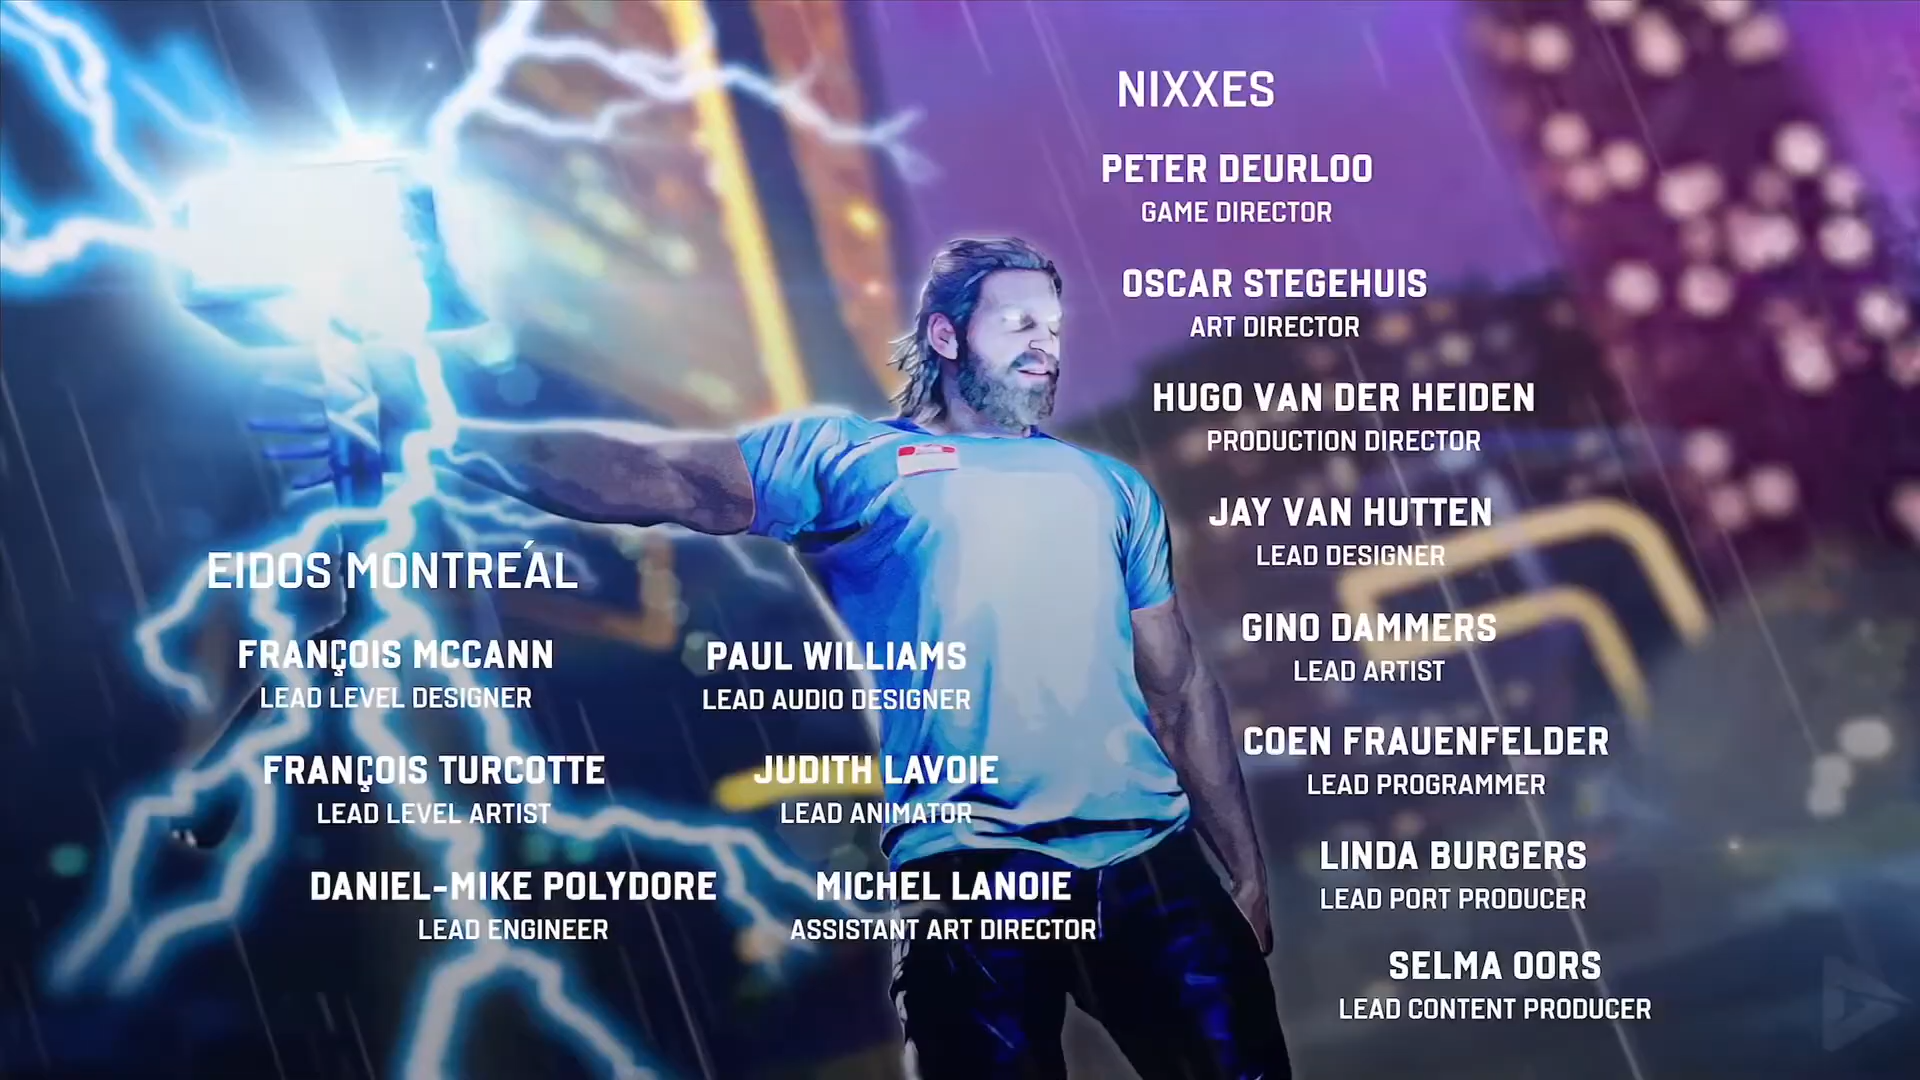 NIXXES
PETER DEURLOO
GAME DIRECTOR
OSCAR STEGEHUIS
ART DIRECTOR
HUGO VAN DER HEIDEN
PRODUCTION DIRECTOR
JAY VAN HUTTEN
LEAD DESIGNER
GINO DAMMERS
LEAD ARTIST
COEN FRAUENFELDER
LEAD PROGRAMMER
LINDA BURGERS
LEAD PORT PRODUCER
SELMA OORS
LEAD CONTENT PRODUCER
EIDOS MONTREÁL
FRANÇOIS MCCANN
LEAD LEVEL DESIGNER
FRANÇOIS TURCOTTE
LEAD LEVEL ARTIST
DANIEL-MIKE POLYDORE
LEAD ENGINEER
PAUL WILLIAMS
LEAD AUDIO DESIGNER
JUDITH LAVOIE
LEAD ANIMATOR
MICHEL LANOIE
ASSISTANT ART DIRECTOR